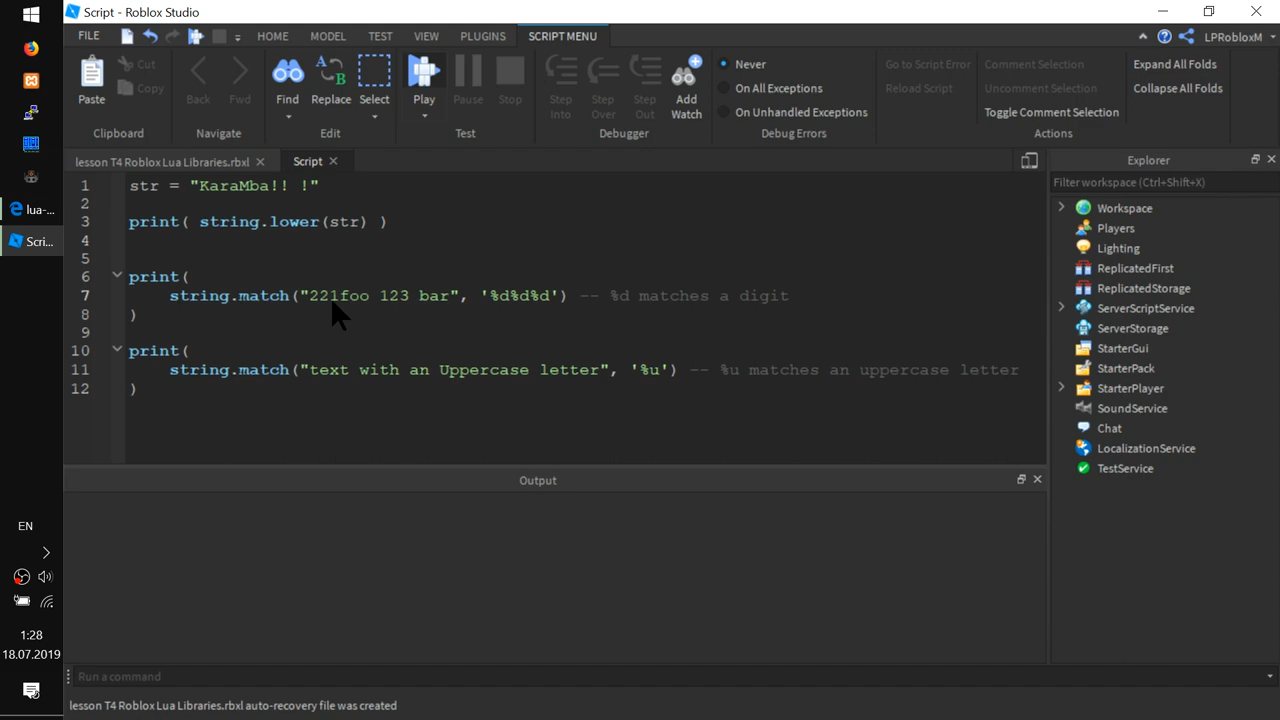 Script - Roblox Studio
FILE HOME MODEL TEST VIEW PLUGINS SCRIPT MENU LPRobloxM
Paste Cut Copy Back Fwd Find Replace Select Play Pause Stop Step Into Step Over Step Out Add Watch
Never
On All Exceptions
On Unhandled Exceptions
Go to Script Error
Reload Script
Comment Selection
Uncomment Selection
Toggle Comment Selection
Expand All Folds
Collapse All Folds
Clipboard Navigate Edit Test Debugger Debug Errors Actions
lua-...
Scri...
lesson T4 Roblox Lua Libraries.rbxl Script
1 str = "KaraMba!! !"
2
3 print( string.lower(str) )
4
5
6 print(
7 string.match("221foo 123 bar", '%d%d%d') -- %d matches a digit
8 )
9
10 print(
11 string.match("text with an Uppercase letter", '%u') -- %u matches an uppercase letter
12 )
Explorer
Filter workspace (Ctrl+Shift+X)
Workspace
Players
Lighting
ReplicatedFirst
ReplicatedStorage
ServerScriptService
ServerStorage
StarterGui
StarterPack
StarterPlayer
SoundService
Chat
LocalizationService
TestService
Output
Run a command
lesson T4 Roblox Lua Libraries.rbxl auto-recovery file was created
EN
1:28
18.07.2019